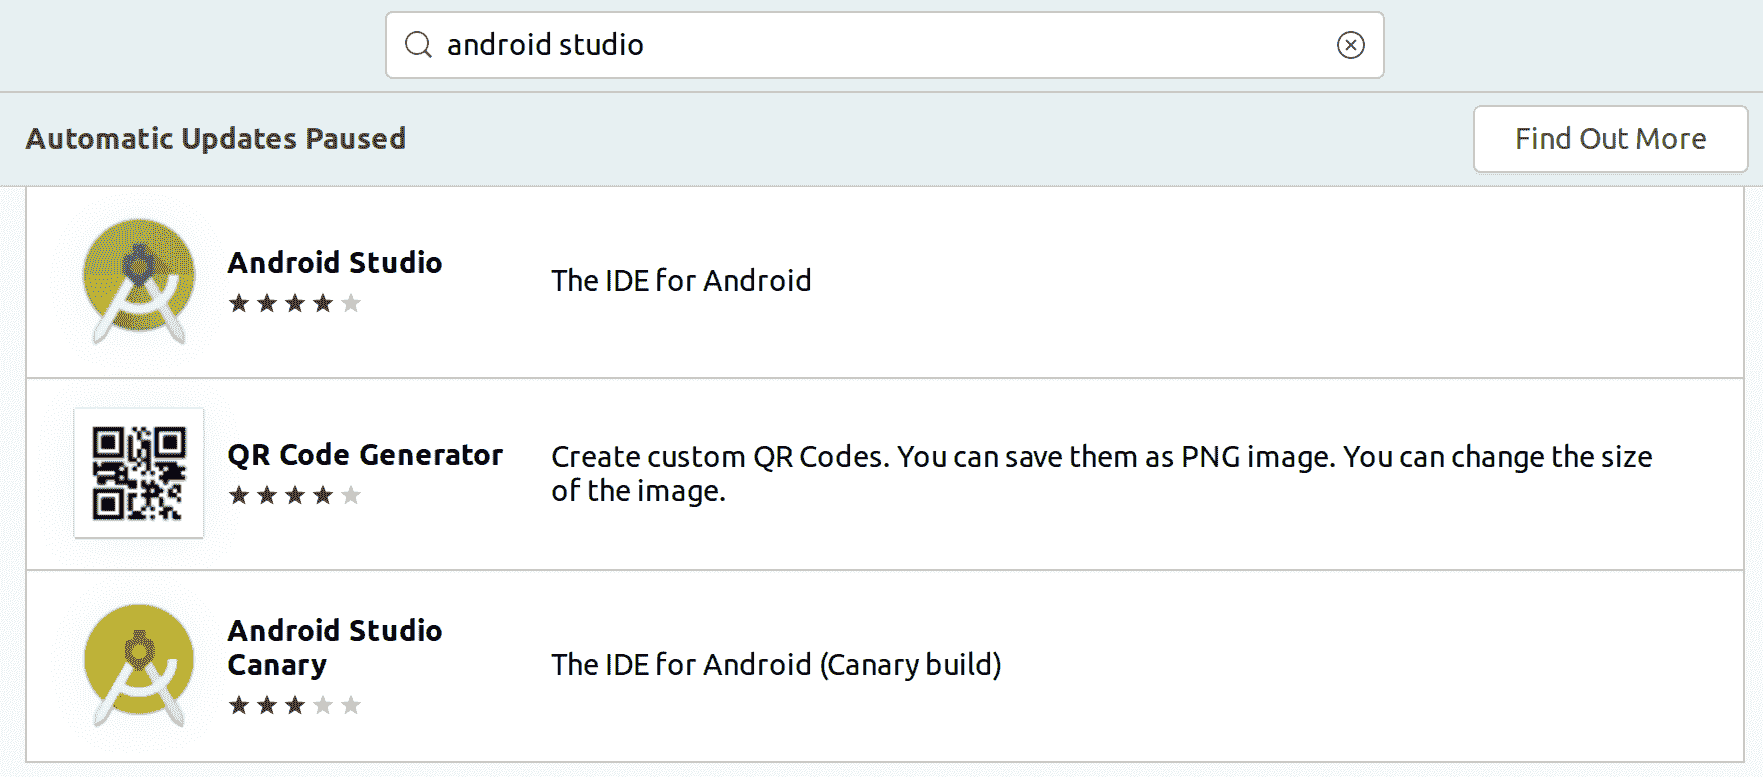 android studio
Automatic Updates Paused
Find Out More
Android Studio
The IDE for Android
QR Code Generator
Create custom QR Codes. You can save them as PNG image. You can change the size
of the image.
Android Studio
Canary
The IDE for Android (Canary build)